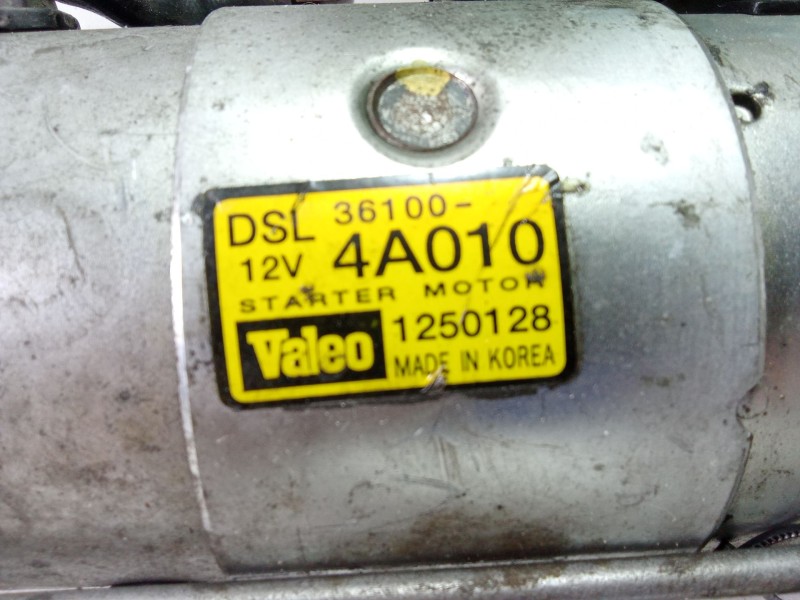 DSL 36100-
12V 4A010
STARTER MOTOR
Valeo 1250128
MADE IN KOREA